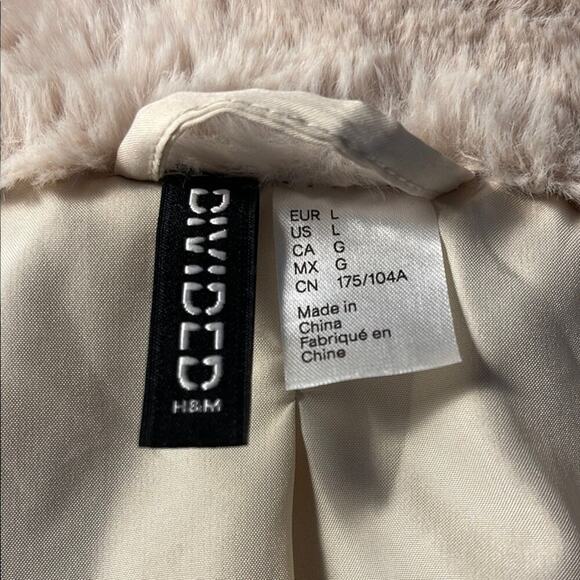 DIVIDED
H&M
EUR L
US L
CA G
MX G
CN 175/104A
Made in
China
Fabriqué en
Chine